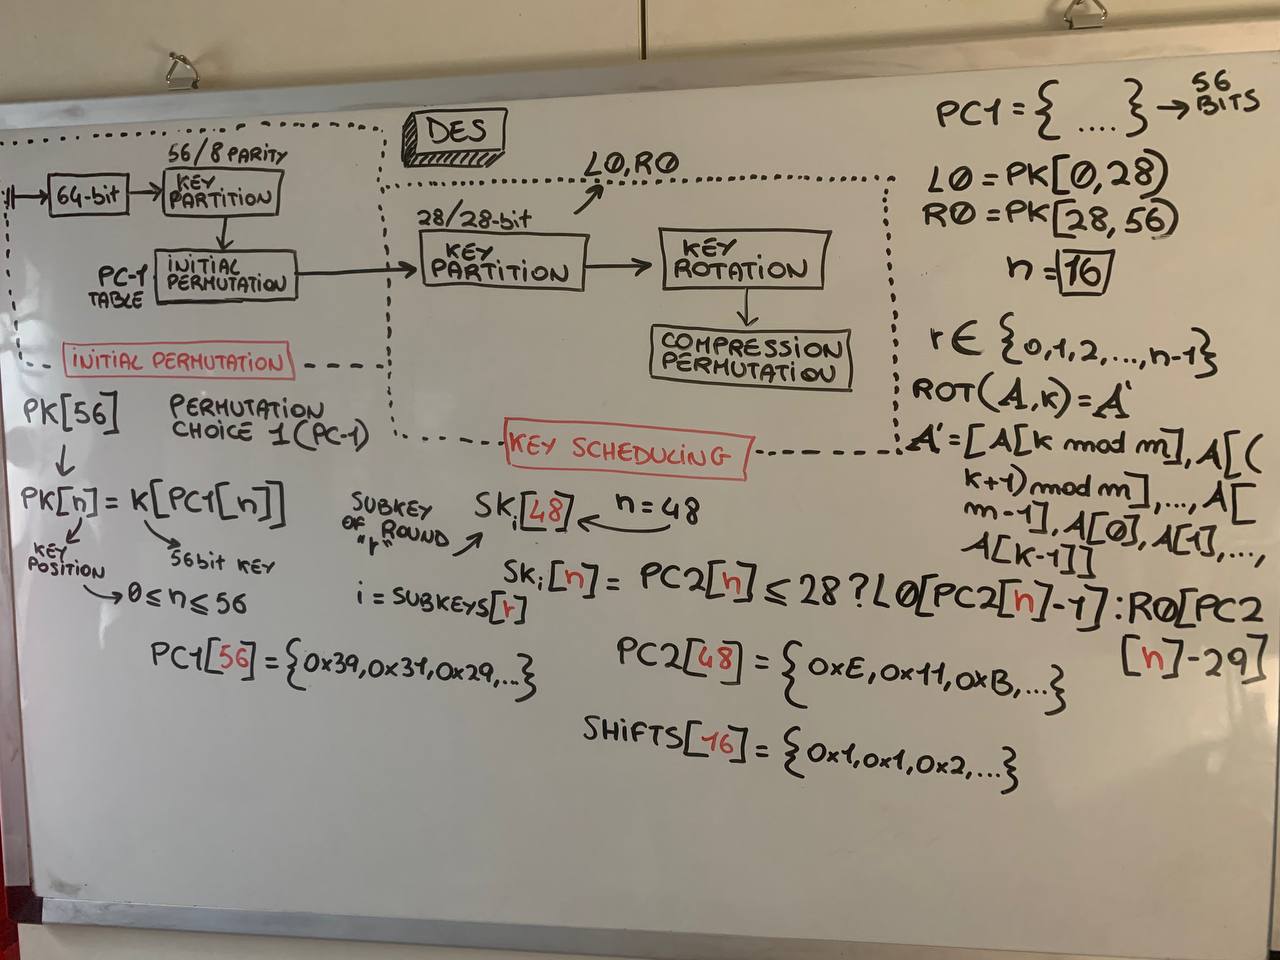 DES
56/8 PARITY
64-bit
KEY
PARTITION
PC-1
TABLE
INITIAL
PERMUTATION
INITIAL PERMUTATION
L0,R0
28/28-bit
KEY
PARTITION
KEY
ROTATION
COMPRESSION
PERMUTATION
KEY SCHEDULING
PC1={....}→56
BITS
L0=PK[0,28)
R0=PK[28,56)
n=16
r∈{0,1,2,...,n-1}
ROT(A,K)=A'
A'=[A[K mod m],A[(
K+1)mod m],...,A[
m-1],A[0],A[1],...,
A[K-1]]
PK[56]
PERMUTATION
CHOICE 1(PC-1)
PK[n]=K[PC1[n]]
KEY
POSITION
56bit KEY
0≤n≤56
PC1[56]={0x39,0x31,0x29,...}
SUBKEY
OF ROUND
"r"
SKi[48] n=48
SKi[n]= PC2[n]≤28?L0[PC2[n]-1]:R0[PC2
[n]-29]
i=SUBKEYS[r]
PC2[48]={0xE,0x11,0xB,...}
SHIFTS[16]={0x1,0x1,0x2,...}